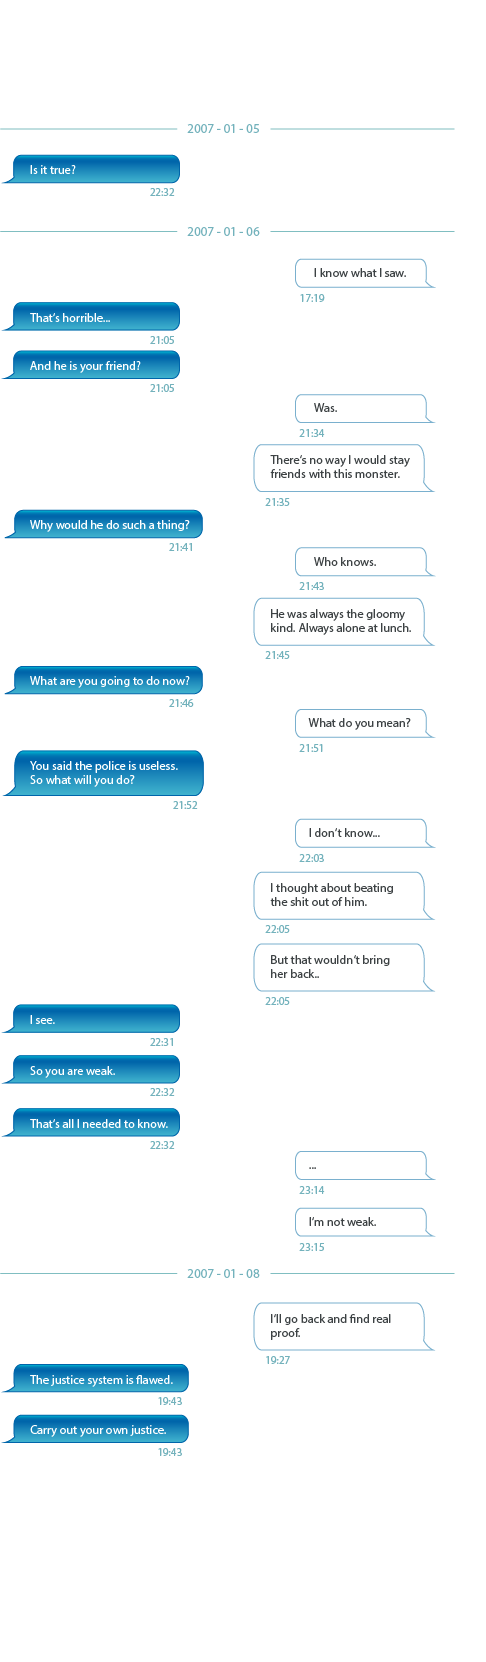 2007 - 01 - 05
Is it true?
22:32
2007 - 01 - 06
I know what I saw.
17:19
That's horrible...
21:05
And he is your friend?
21:05
Was.
21:34
There's no way I would stay
friends with this monster.
21:35
Why would he do such a thing?
21:41
Who knows.
21:43
He was always the gloomy
kind. Always alone at lunch.
21:45
What are you going to do now?
21:46
What do you mean?
21:51
You said the police is useless.
So what will you do?
21:52
I don't know...
22:03
I thought about beating
the shit out of him.
22:05
But that wouldn't bring
her back..
22:05
I see.
22:31
So you are weak.
22:32
That's all I needed to know.
22:32
...
23:14
I'm not weak.
23:15
2007 - 01 - 08
I'll go back and find real
proof.
19:27
The justice system is flawed.
19:43
Carry out your own justice.
19:43